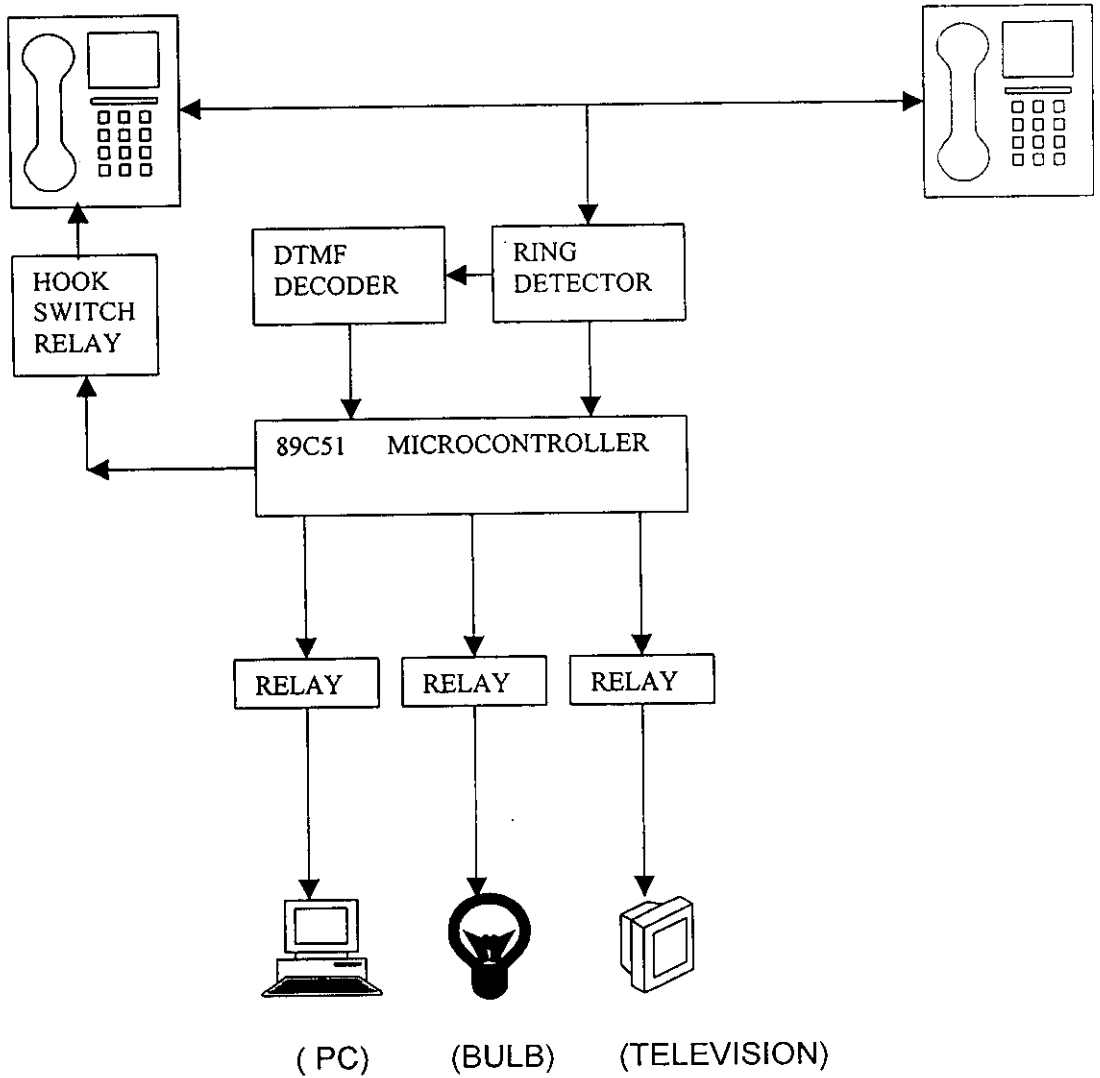 DTMF
DECODER
RING
DETECTOR
HOOK
SWITCH
RELAY
89C51 MICROCONTROLLER
RELAY
RELAY
RELAY
( PC)
(BULB)
(TELEVISION)